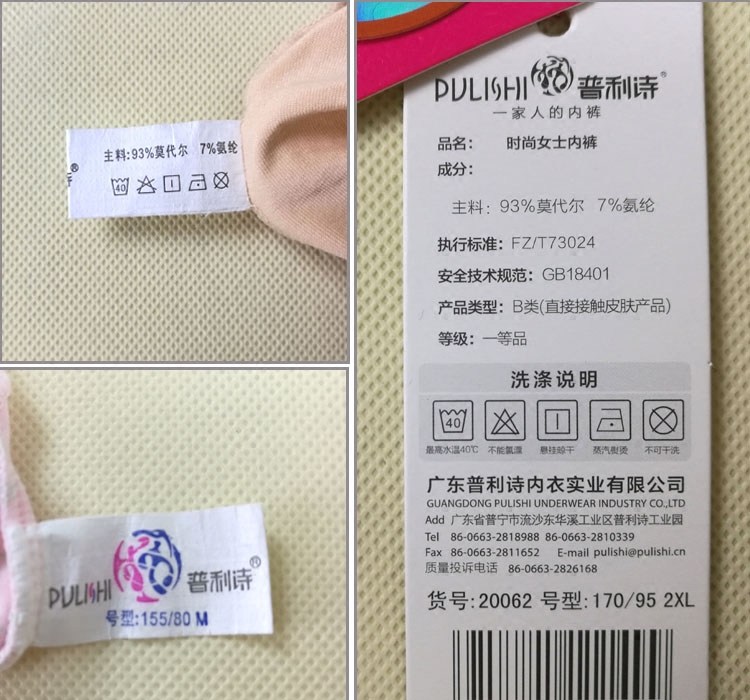 主料:93%莫代尔 7%氨纶
40
PULISHI 普利诗®
号型:155/80 M
PULISHI 普利诗®
一家人的内裤
品名: 时尚女士内裤
成分:
主料: 93%莫代尔 7%氨纶
执行标准: FZ/T73024
安全技术规范: GB18401
产品类型: B类(直接接触皮肤产品)
等级: 一等品
洗涤说明
40
最高水温40℃ 不能氯漂 悬挂晾干 蒸汽熨烫 不可干洗
广东普利诗内衣实业有限公司
GUANGDONG PULISHI UNDERWEAR INDUSTRY CO.,LTD
Add 广东省普宁市流沙东华溪工业区普利诗工业园
Tel 86-0663-2818988 86-0663-2810339
Fax 86-0663-2811652 E-mail pulishi@pulishi.cn
质量投诉电话 86-0663-2826168
货号:20062 号型:170/95 2XL